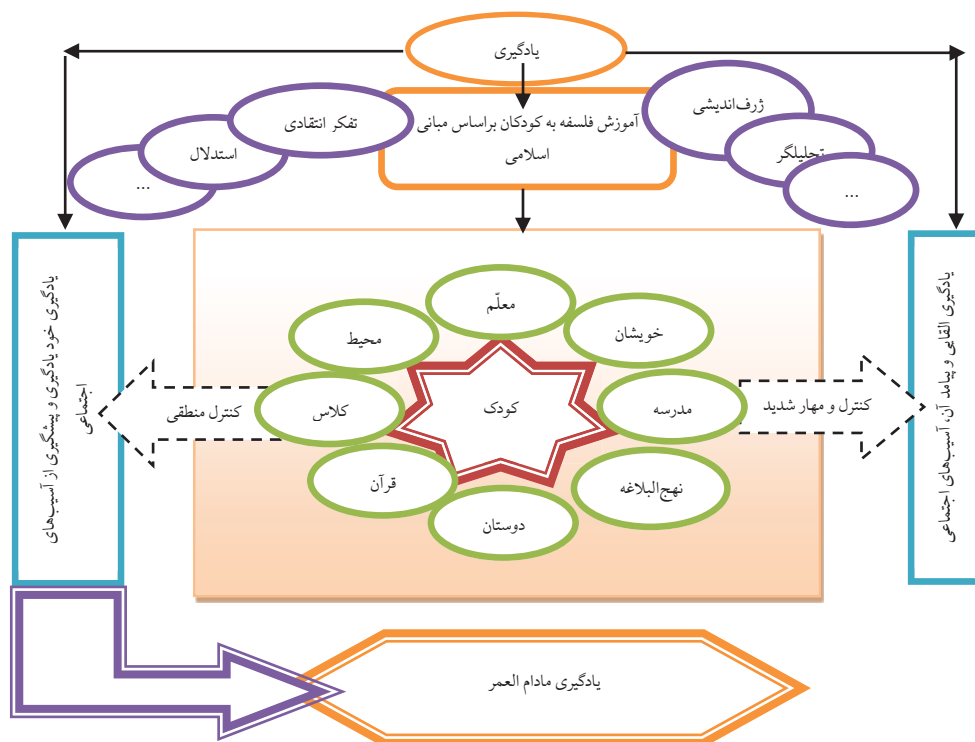 یادگیری
آموزش فلسفه به کودکان براساس مبانی
اسلامی
ژرف‌اندیشی
تحلیلگر
...
تفکر انتقادی
استدلال
...
معلّم
خویشان
محیط
مدرسه
کودک
کلاس
نهج‌البلاغه
قرآن
دوستان
کنترل و مهار شدید
کنترل منطقی
یادگیری القایی و پیامد آن، آسیب‌های اجتماعی
یادگیری خود یادگیری و پیشگیری از آسیب‌های
اجتماعی
یادگیری مادام العمر